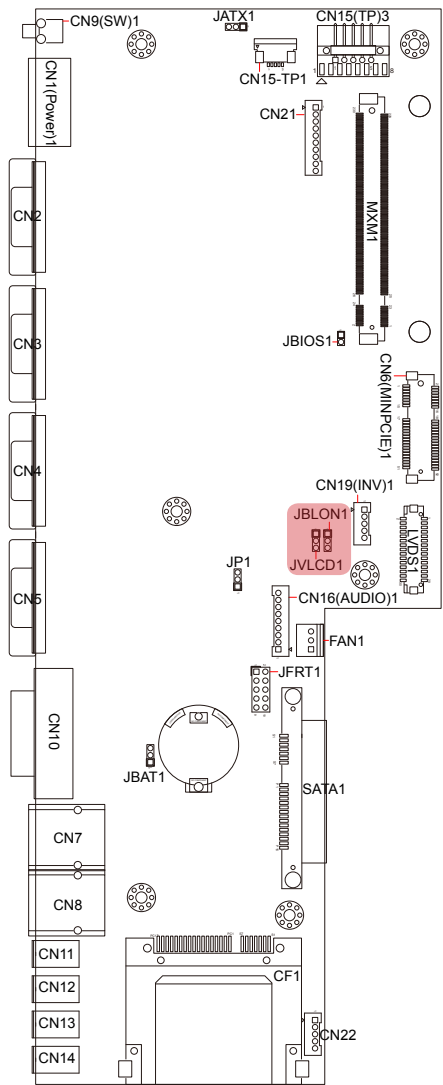 CN9(SW)1
JATX1
CN15(TP)3
CN15-TP1
CN1(Power)1
CN21
MXM1
CN2
JBIOS1
CN3
CN6(MINPCIE)1
CN4
CN19(INV)1
JBLON1
LVDS1
JVLCD1
JP1
CN5
CN16(AUDIO)1
FAN1
JFRT1
CN10
JBAT1
SATA1
CN7
CN8
CN11
CF1
CN12
CN13
CN22
CN14